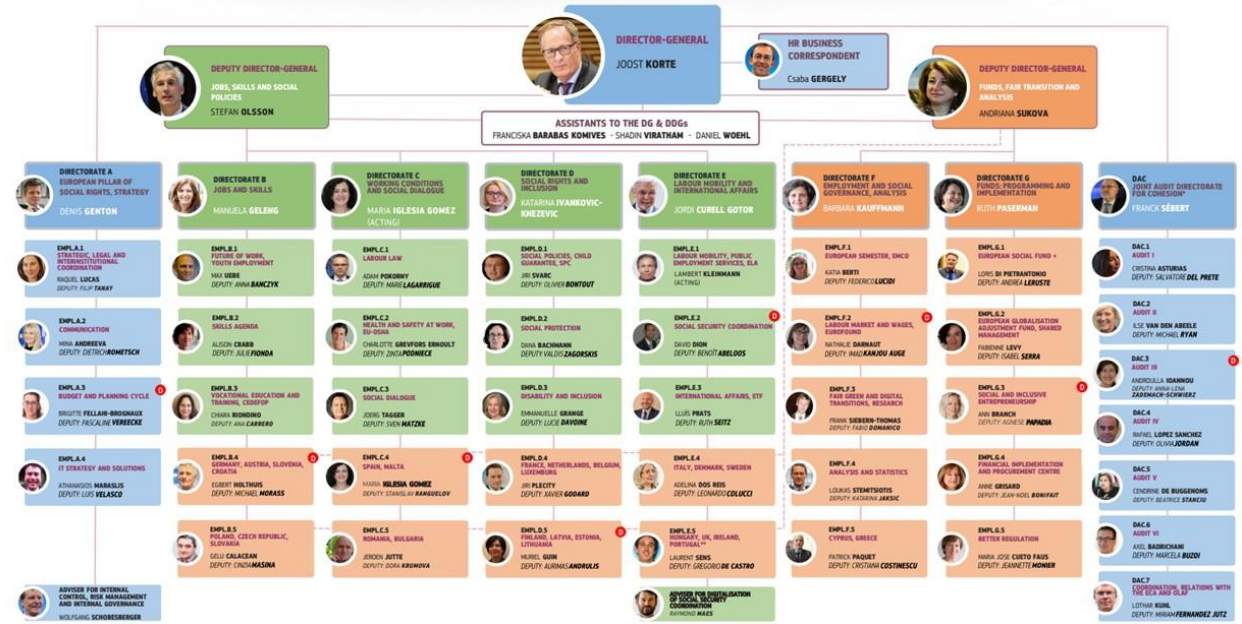 DIRECTOR-GENERAL
JOOST KORTE
HR BUSINESS
CORRESPONDENT
Csaba GERGELY
DEPUTY DIRECTOR-GENERAL
JOBS, SKILLS AND SOCIAL
POLICIES
STEFAN OLSSON
DEPUTY DIRECTOR-GENERAL
FUNDS, FAIR TRANSITION AND
ANALYSIS
ANDRIANA SUKOVA
ASSISTANTS TO THE DG & DDGs
FRANCISKA BARABAS KOMIVES - SHADIN VIRATHAM - DANIEL WOEHL
DIRECTORATE A
EUROPEAN PILLAR OF
SOCIAL RIGHTS, STRATEGY
DENIS GENTON
EMPL.A.1
STRATEGIC, LEGAL AND
INTERINSTITUTIONAL
COORDINATION
RAQUEL LUCAS
DEPUTY: FILIP TANAY
EMPL.A.2
COMMUNICATION
MINA ANDREEVA
DEPUTY: DIETRICH ROMETSCH
EMPL.A.3
BUDGET AND PLANNING CYCLE
D
BRIGITTE FELLAHI-BROGNAUX
DEPUTY: PASCALINE VEREECKE
EMPL.A.4
IT STRATEGY AND SOLUTIONS
ATHANASIOS MARASLIS
DEPUTY: LUIS VELASCO
ADVISER FOR INTERNAL
CONTROL, RISK MANAGEMENT
AND INTERNAL GOVERNANCE
WOLFGANG SCHOBESBERGER
DIRECTORATE B
JOBS AND SKILLS
MANUELA GELENG
EMPL.B.1
FUTURE OF WORK,
YOUTH EMPLOYMENT
MAX UEBE
DEPUTY: ANNA BANCZYK
EMPL.B.2
SKILLS AGENDA
ALISON CRABB
DEPUTY: JULIE FIONDA
EMPL.B.3
VOCATIONAL EDUCATION AND
TRAINING, CEDEFOP
CHIARA RIONDINO
DEPUTY: ANA CARRERO
EMPL.B.4
D
GERMANY, AUSTRIA, SLOVENIA,
CROATIA
EGBERT HOLTHUIS
DEPUTY: MICHAEL MORASS
EMPL.B.5
POLAND, CZECH REPUBLIC,
SLOVAKIA
GELU CALACEAN
DEPUTY: CINZIA MASINA
DIRECTORATE C
WORKING CONDITIONS
AND SOCIAL DIALOGUE
MARIA IGLESIA GOMEZ
(ACTING)
EMPL.C.1
LABOUR LAW
ADAM POKORNY
DEPUTY: MARIE LAGARRIGUE
EMPL.C.2
HEALTH AND SAFETY AT WORK,
EU-OSHA
CHARLOTTE GREVFORS ERNOULT
DEPUTY: ZINTA PODNIECE
EMPL.C.3
SOCIAL DIALOGUE
JOERG TAGGER
DEPUTY: SVEN MATZKE
EMPL.C.4
D
SPAIN, MALTA
MARIA IGLESIA GOMEZ
DEPUTY: STANISLAV RANGUELOV
EMPL.C.5
ROMANIA, BULGARIA
JEROEN JUTTE
DEPUTY: DORA KRUMOVA
DIRECTORATE D
SOCIAL RIGHTS AND
INCLUSION
KATARINA IVANKOVIC-
KNEZEVIC
EMPL.D.1
SOCIAL POLICIES, CHILD
GUARANTEE, SPC
JIRI SVARC
DEPUTY: OLIVIER BONTOUT
EMPL.D.2
SOCIAL PROTECTION
DANA BACHMANN
DEPUTY VALDIS ZAGORSKIS
EMPL.D.3
DISABILITY AND INCLUSION
EMMANUELLE GRANGE
DEPUTY: LUCIE DAVOINE
EMPL.D.4
FRANCE, NETHERLANDS, BELGIUM,
LUXEMBURG
JIRI PLECITY
DEPUTY: XAVIER GODARD
EMPL.D.5
D
FINLAND, LATVIA, ESTONIA,
LITHUANIA
MURIEL GUIN
DEPUTY: AURIMAS ANDRULIS
DIRECTORATE E
LABOUR MOBILITY AND
INTERNATIONAL AFFAIRS
JORDI CURELL GOTOR
EMPL.E.1
LABOUR MOBILITY, PUBLIC
EMPLOYMENT SERVICES, ELA
LAMBERT KLEINMANN
(ACTING)
EMPL.E.2
D
SOCIAL SECURITY COORDINATION
DAVID DION
DEPUTY: BENOÎT ABELOOS
EMPL.E.3
INTERNATIONAL AFFAIRS, ETF
LLUÍS PRATS
DEPUTY: RUTH SEITZ
EMPL.E.4
ITALY, DENMARK, SWEDEN
ADELINA DOS REIS
DEPUTY: LEONARDO COLUCCI
EMPL.E.5
HUNGARY, UK, IRELAND,
PORTUGAL**
LAURENT SENS
DEPUTY: GREGORIO DE CASTRO
ADVISER FOR DIGITALISATION
OF SOCIAL SECURITY
COORDINATION
RAYMOND MAES
DIRECTORATE F
EMPLOYMENT AND SOCIAL
GOVERNANCE, ANALYSIS
BARBARA KAUFFMANN
EMPL.F.1
EUROPEAN SEMESTER, EMCO
KATIA BERTI
DEPUTY: FEDERICO LUCIDI
EMPL.F.2
D
LABOUR MARKET AND WAGES,
EUROFOUND
NATHALIE DARNAUT
DEPUTY: IMAD KANJOU AUGE
EMPL.F.3
FAIR GREEN AND DIGITAL
TRANSITIONS, RESEARCH
FRANK SIEBERN-THOMAS
DEPUTY: FABIO DOMANICO
EMPL.F.4
ANALYSIS AND STATISTICS
LOUKAS STEMITSIOTIS
DEPUTY: KATARINA JAKSIC
EMPL.F.5
CYPRUS, GREECE
PATRICK PAQUET
DEPUTY: CRISTIANA COSTINESCU
DIRECTORATE G
FUNDS: PROGRAMMING AND
IMPLEMENTATION
RUTH PASERMAN
EMPL.G.1
EUROPEAN SOCIAL FUND +
LORIS DI PIETRANTONIO
DEPUTY: ANDREA LERUSTE
EMPL.G.2
EUROPEAN GLOBALISATION
ADJUSTMENT FUND, SHARED
MANAGEMENT
FABIENNE LEVY
DEPUTY: ISABEL SERRA
EMPL.G.3
D
SOCIAL AND INCLUSIVE
ENTREPRENEURSHIP
ANN BRANCH
DEPUTY: AGNESE PAPADIA
EMPL.G.4
FINANCIAL IMPLEMENTATION
AND PROCUREMENT CENTRE
ANNE GRISARD
DEPUTY: JEAN-NOEL BONIFAIT
EMPL.G.5
BETTER REGULATION
MARIA JOSE CUETO FAUS
DEPUTY: JEANNETTE MONIER
DAC
JOINT AUDIT DIRECTORATE
FOR COHESION*
FRANCK SÉBERT
DAC.1
AUDIT I
CRISTINA ASTURIAS
DEPUTY: SALVATORE DEL PRETE
DAC.2
AUDIT II
ILSE VAN DEN ABEELE
DEPUTY: MICHAEL RYAN
DAC.3
D
AUDIT III
ANDROULLA IOANNOU
DEPUTY: ANNA-LENA
ZADEMACH-SCHWIERZ
DAC.4
AUDIT IV
RAFAEL LOPEZ SANCHEZ
DEPUTY: OLIVIA JORDAN
DAC.5
AUDIT V
CENDRINE DE BUGGENOMS
DEPUTY: BEATRICE STANCIU
DAC.6
AUDIT VI
AXEL BADRICHANI
DEPUTY: MARCELA BUZOI
DAC.7
COORDINATION, RELATIONS WITH
THE ECA AND OLAF
LOTHAR KUHL
DEPUTY: MIRIAM FERNANDEZ JUTZ